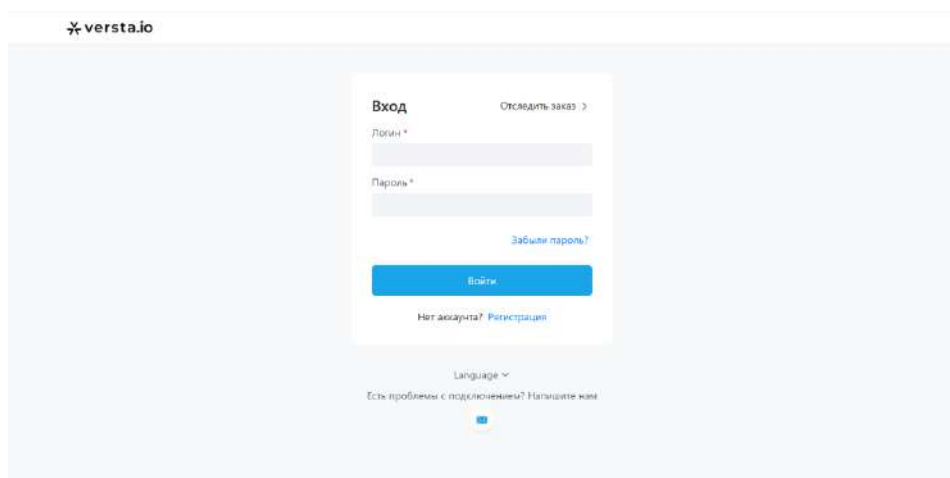 versta.io
Вход
Отследить заказ >
Логин *
Пароль *
Забыли пароль?
Войти
Нет аккаунта? Регистрация
Language
Есть проблемы с подключением? Напишите нам